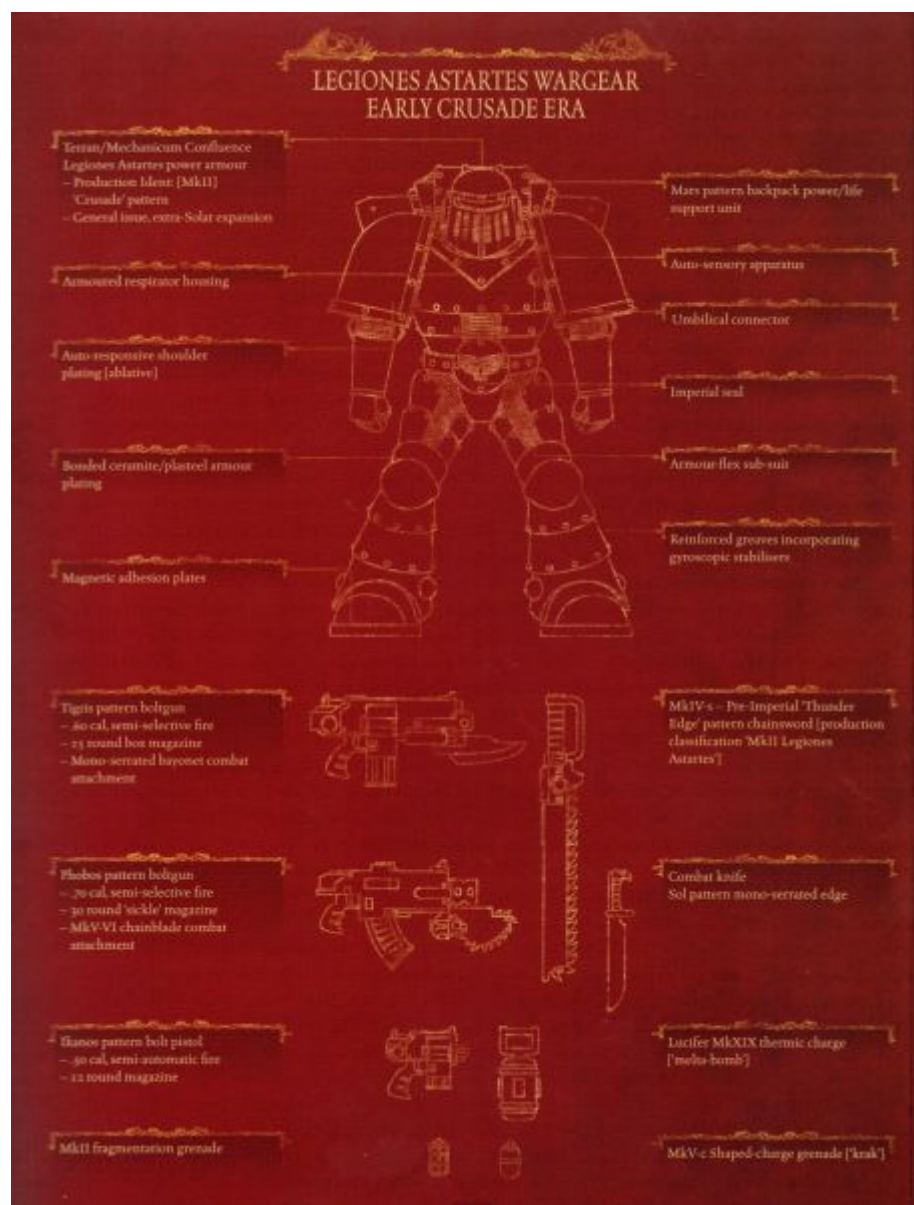 LEGIONES ASTARTES WARGEAR
EARLY CRUSADE ERA
Terran/Mechanicum Confluence
Legiones Astartes power armour
– Production Ident: [MkII]
'Crusade' pattern
– General issue, extra-Solar expansion
Armoured respirator housing
Auto-responsive shoulder
plating [ablative]
Bonded ceramite/plasteel armour
plating
Magnetic adhesion plates
Mars pattern backpack power/life
support unit
Auto-sensory apparatus
Umbilical connector
Imperial seal
Armour-flex sub-suit
Reinforced greaves incorporating
gyroscopic stabilisers
Tigris pattern boltgun
– .60 cal, semi-selective fire
– 25 round box magazine
– Mono-serrated bayonet combat
attachment
Phobos pattern boltgun
– .70 cal, semi-selective fire
– 30 round 'sickle' magazine
– MkV-VI chainblade combat
attachment
Ikanos pattern bolt pistol
– .50 cal, semi-automatic fire
– 12 round magazine
MkII fragmentation grenade
MkIV-s – Pre-Imperial 'Thunder
Edge' pattern chainsword [production
classification 'MkII Legiones
Astartes']
Combat knife
Sol pattern mono-serrated edge
Lucifer MkXIX thermic charge
['melta-bomb']
MkV-c Shaped-charge grenade ['krak']